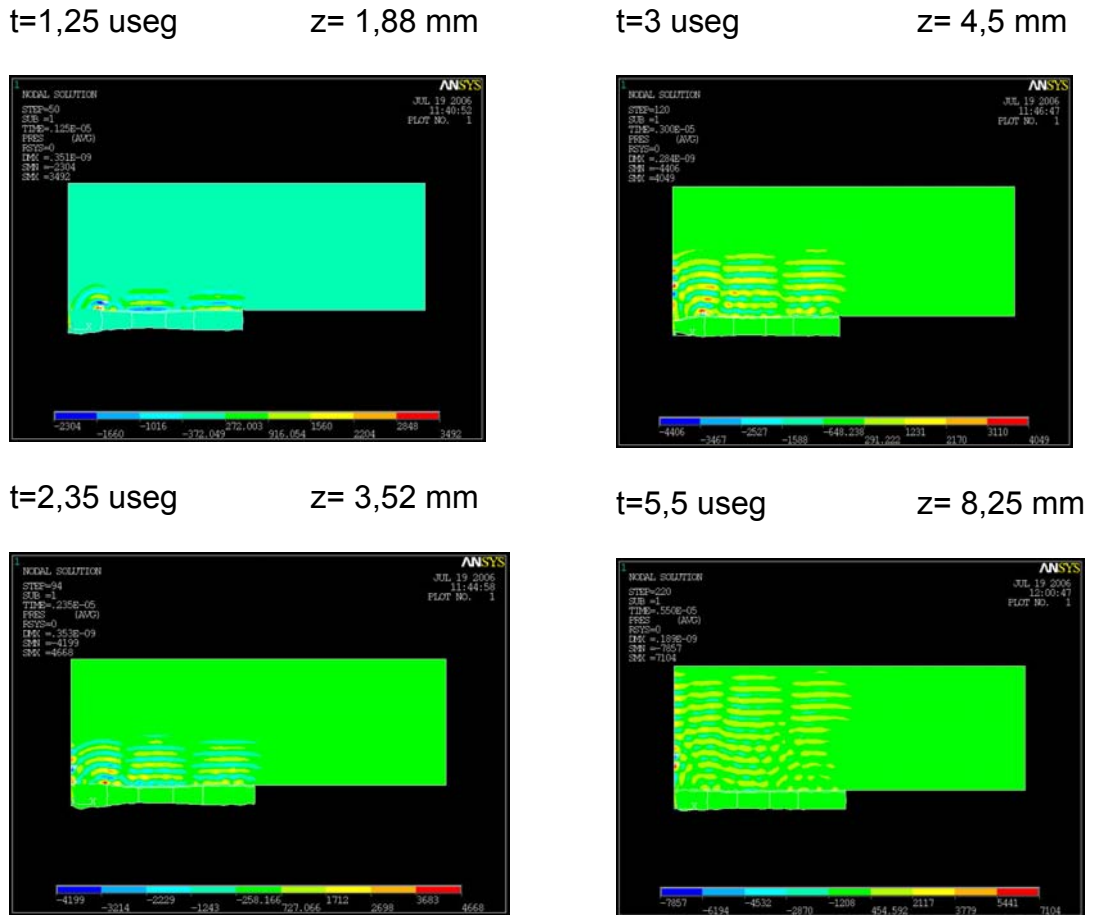 t=1,25 useg z= 1,88 mm
1
ANSYS
NODAL SOLUTION
JUL 19 2006
11:40:52
PLOT NO. 1
STEP=50
SUB =1
TIME=.125E-05
PRES (AVG)
RSYS=0
DMX =.351E-09
SMN =-2304
SMX =3492
-2304 -1016 272.003 1560 2848
-1660 -372.049 916.054 2204 3492
t=3 useg z= 4,5 mm
1
ANSYS
NODAL SOLUTION
JUL 19 2006
11:46:47
PLOT NO. 1
STEP=120
SUB =1
TIME=.300E-05
PRES (AVG)
RSYS=0
DMX =.284E-09
SMN =-4406
SMX =4049
-4406 -2527 -648.238 1231 3110
-3467 -1588 291.222 2170 4049
t=2,35 useg z= 3,52 mm
1
ANSYS
NODAL SOLUTION
JUL 19 2006
11:44:58
PLOT NO. 1
STEP=94
SUB =1
TIME=.235E-05
PRES (AVG)
RSYS=0
DMX =.353E-09
SMN =-4199
SMX =4668
-4199 -2229 -258.166 1712 3683
-3214 -1243 727.066 2698 4668
t=5,5 useg z= 8,25 mm
1
ANSYS
NODAL SOLUTION
JUL 19 2006
12:00:47
PLOT NO. 1
STEP=220
SUB =1
TIME=.550E-05
PRES (AVG)
RSYS=0
DMX =.189E-09
SMN =-7857
SMX =7104
-7857 -4532 -1208 2117 5441
-6194 -2870 454.592 3779 7104